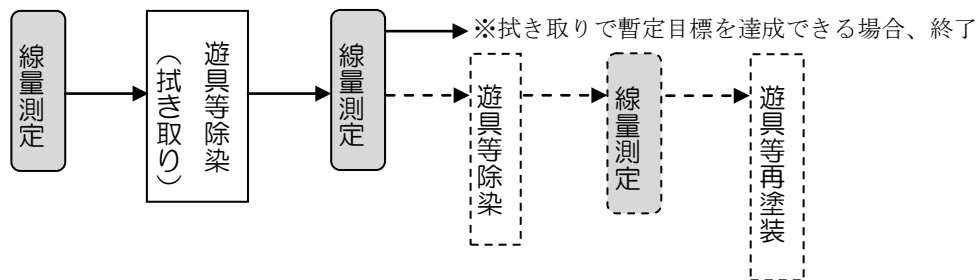 線量測定
遊具等除染
（拭き取り）
線量測定
※拭き取りで暫定目標を達成できる場合、終了
遊具等除染
線量測定
遊具等再塗装